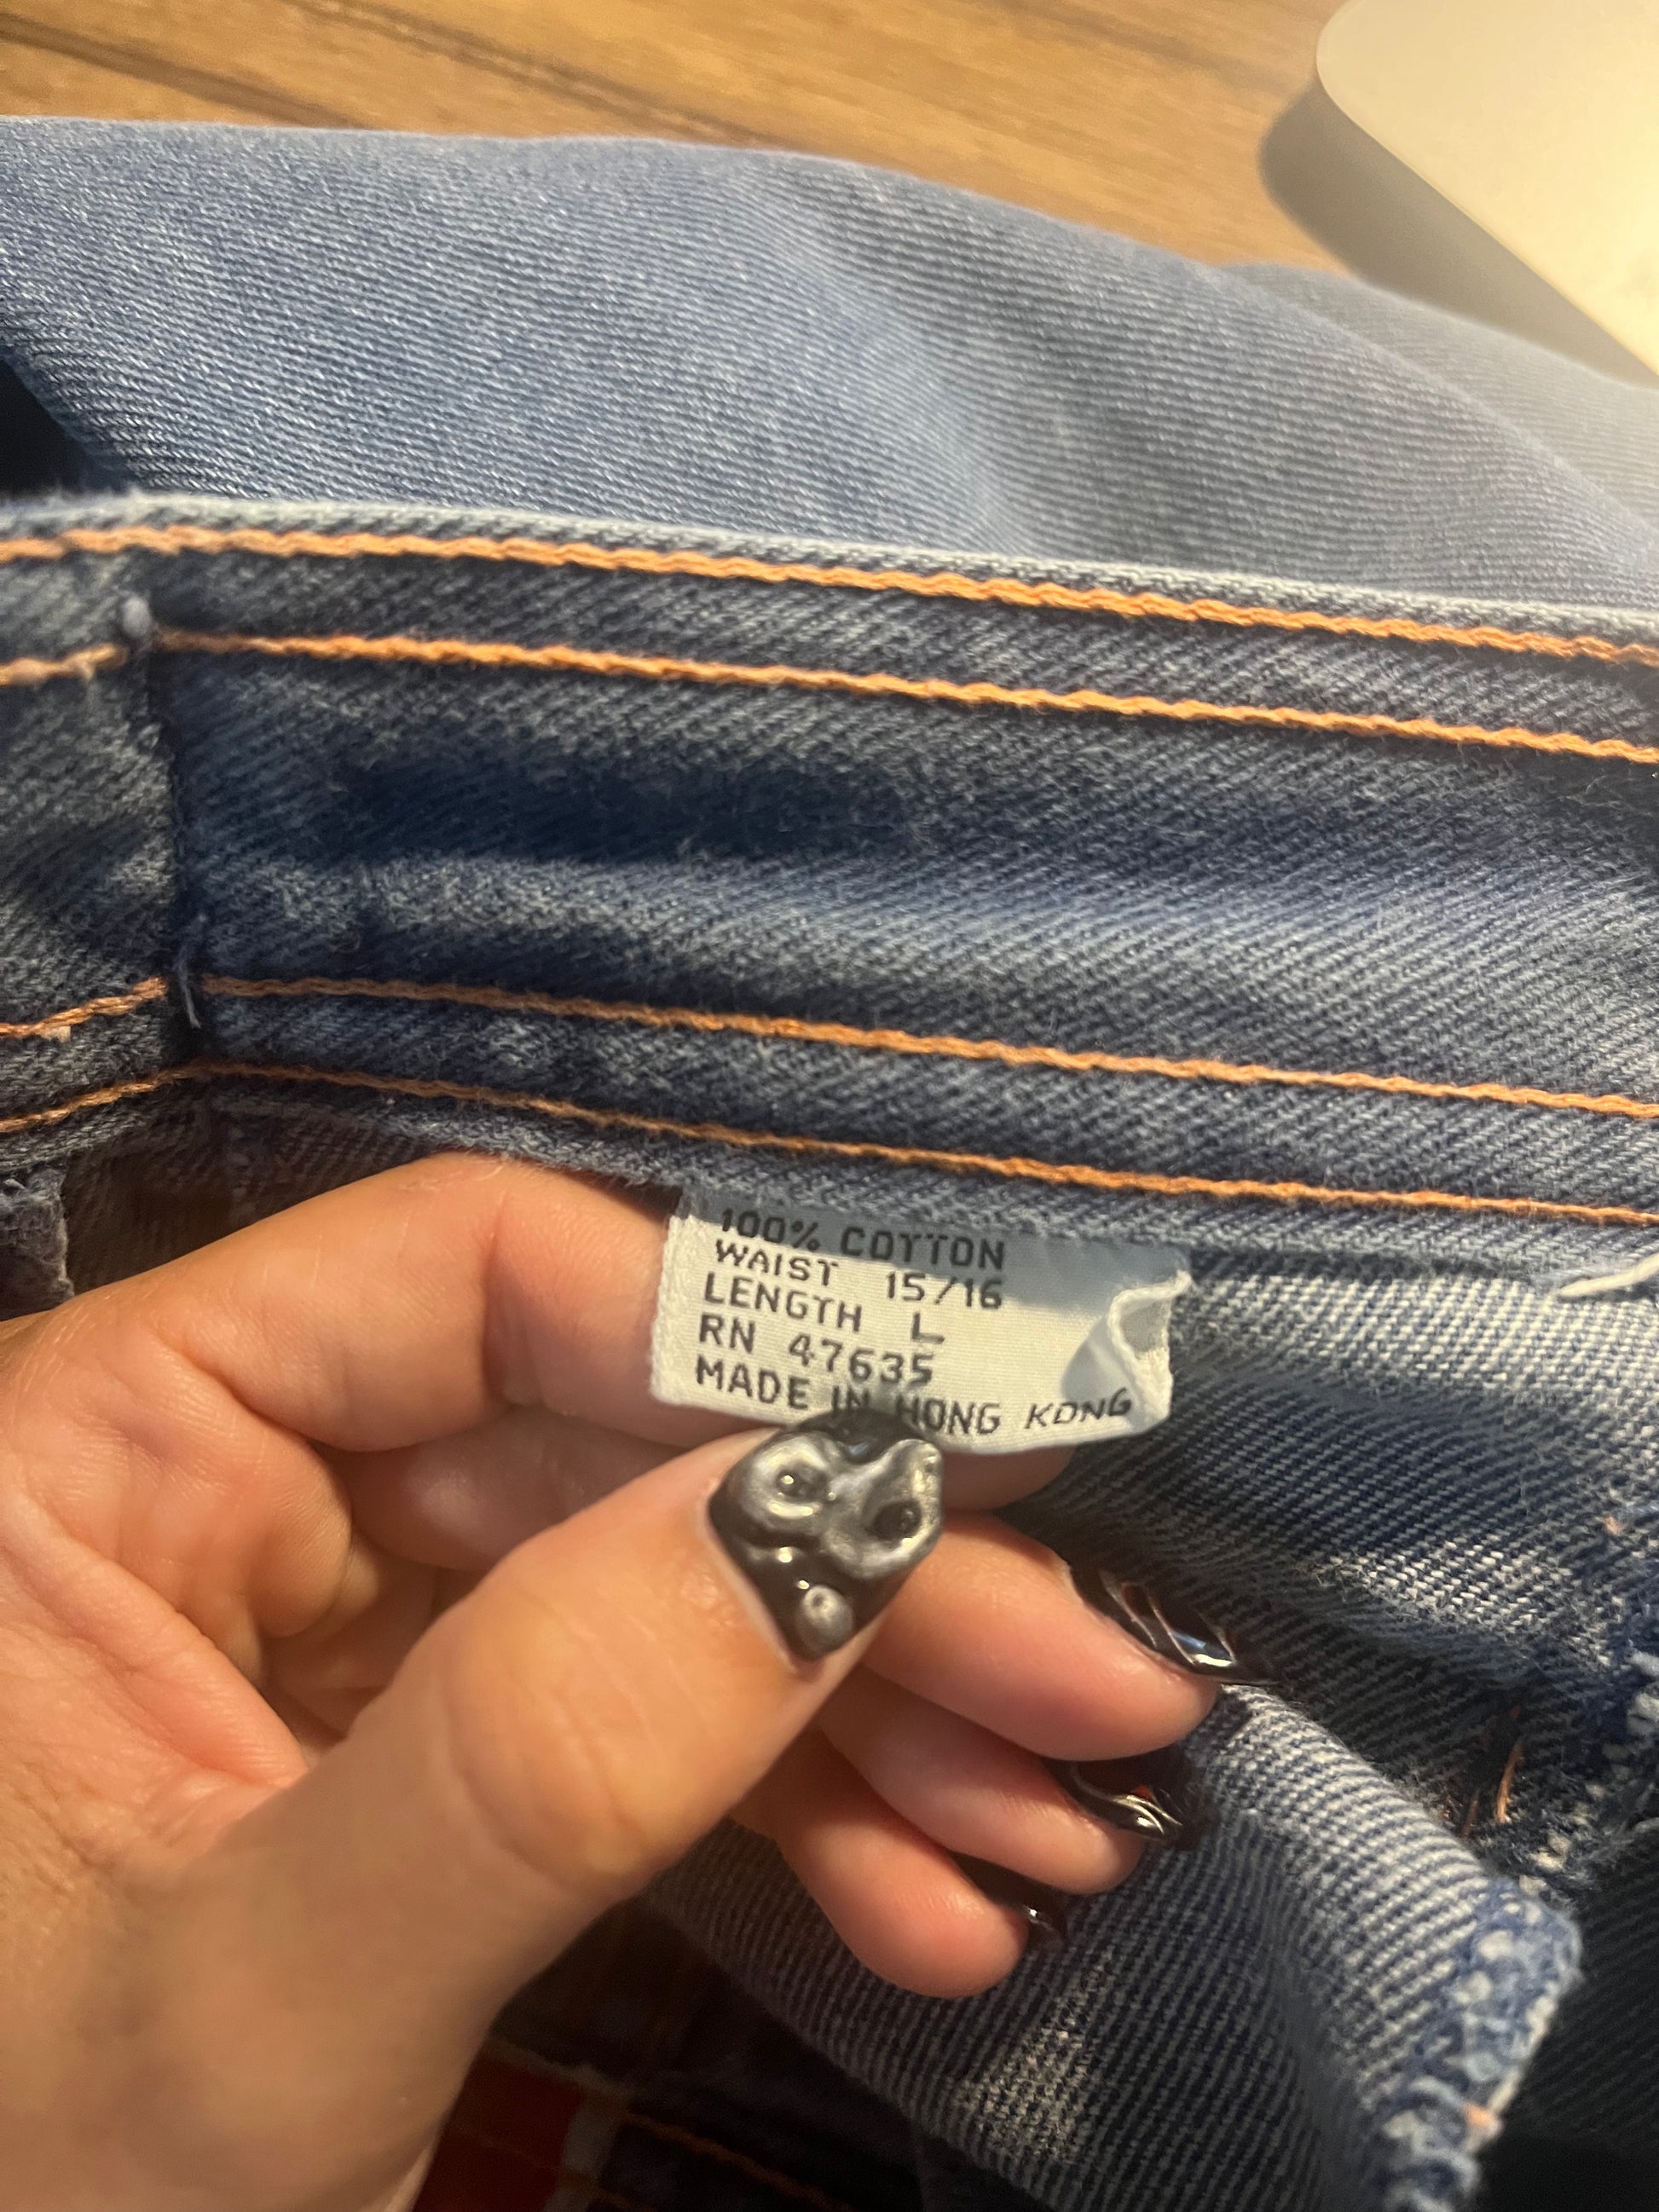 100% COTTON
WAIST 15/16
LENGTH L
RN 47635
MADE IN HONG KONG